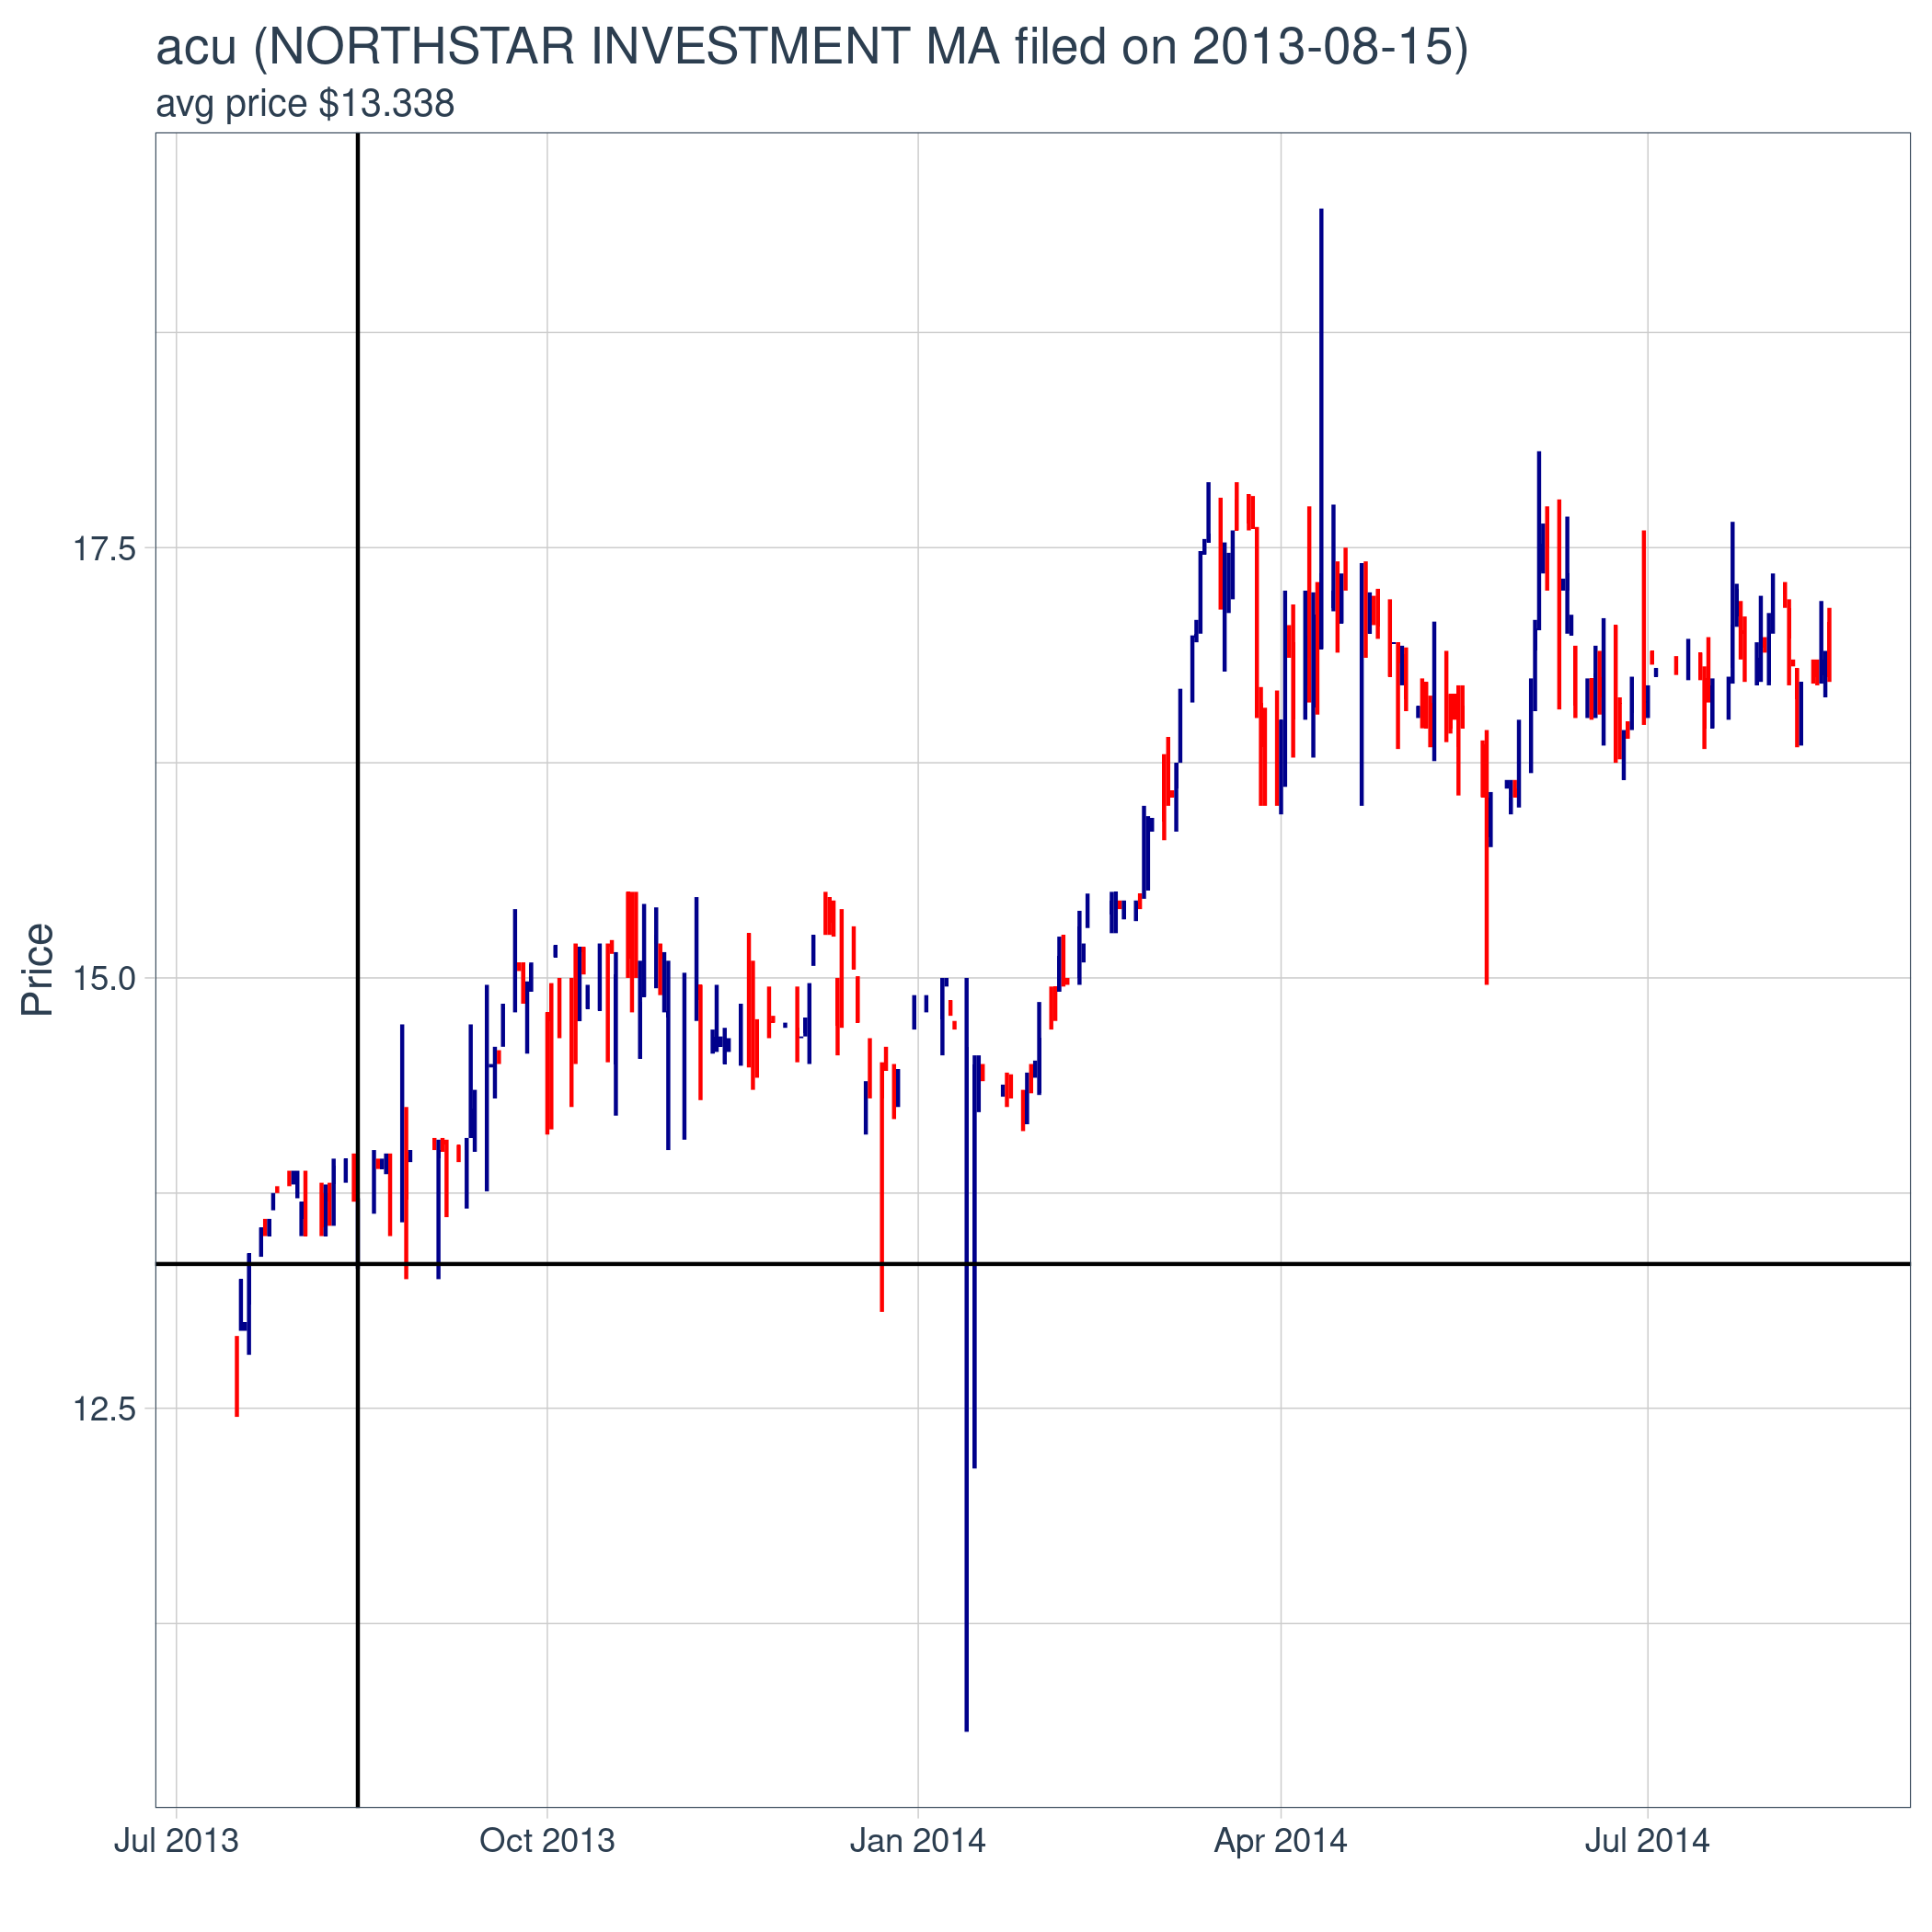 acu (NORTHSTAR INVESTMENT MA filed on 2013-08-15)
avg price $13.338
17.5
15.0
12.5
Price
Jul 2013 Oct 2013 Jan 2014 Apr 2014 Jul 2014